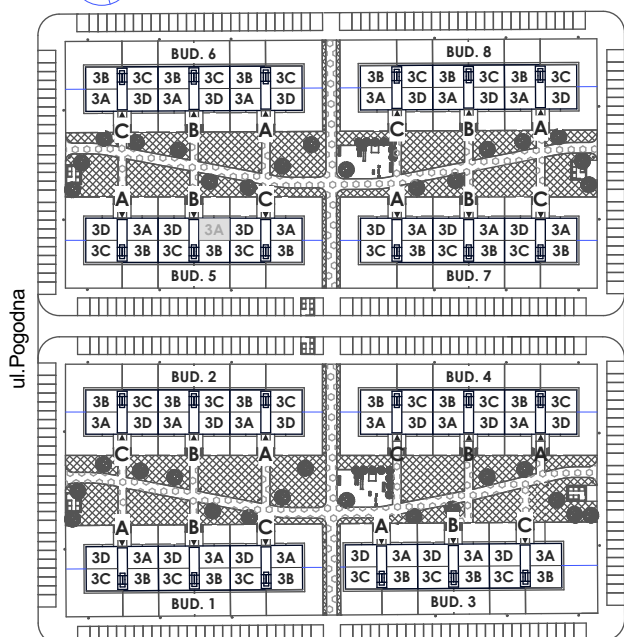 BUD. 6 BUD. 8
3B 3C 3B 3C 3B 3C 3B 3C 3B 3C 3B 3C
3A 3D 3A 3D 3A 3D 3A 3D 3A 3D 3A 3D
C B A C B A
A B C A B C
3D 3A 3D 3A 3D 3A 3D 3A 3D 3A 3D 3A
3C 3B 3C 3B 3C 3B 3C 3B 3C 3B 3C 3B
BUD. 5 BUD. 7
ul.Pogodna
BUD. 2 BUD. 4
3B 3C 3B 3C 3B 3C 3B 3C 3B 3C 3B 3C
3A 3D 3A 3D 3A 3D 3A 3D 3A 3D 3A 3D
C B A C B A
A B C A B C
3D 3A 3D 3A 3D 3A 3D 3A 3D 3A 3D 3A
3C 3B 3C 3B 3C 3B 3C 3B 3C 3B 3C 3B
BUD. 1 BUD. 3